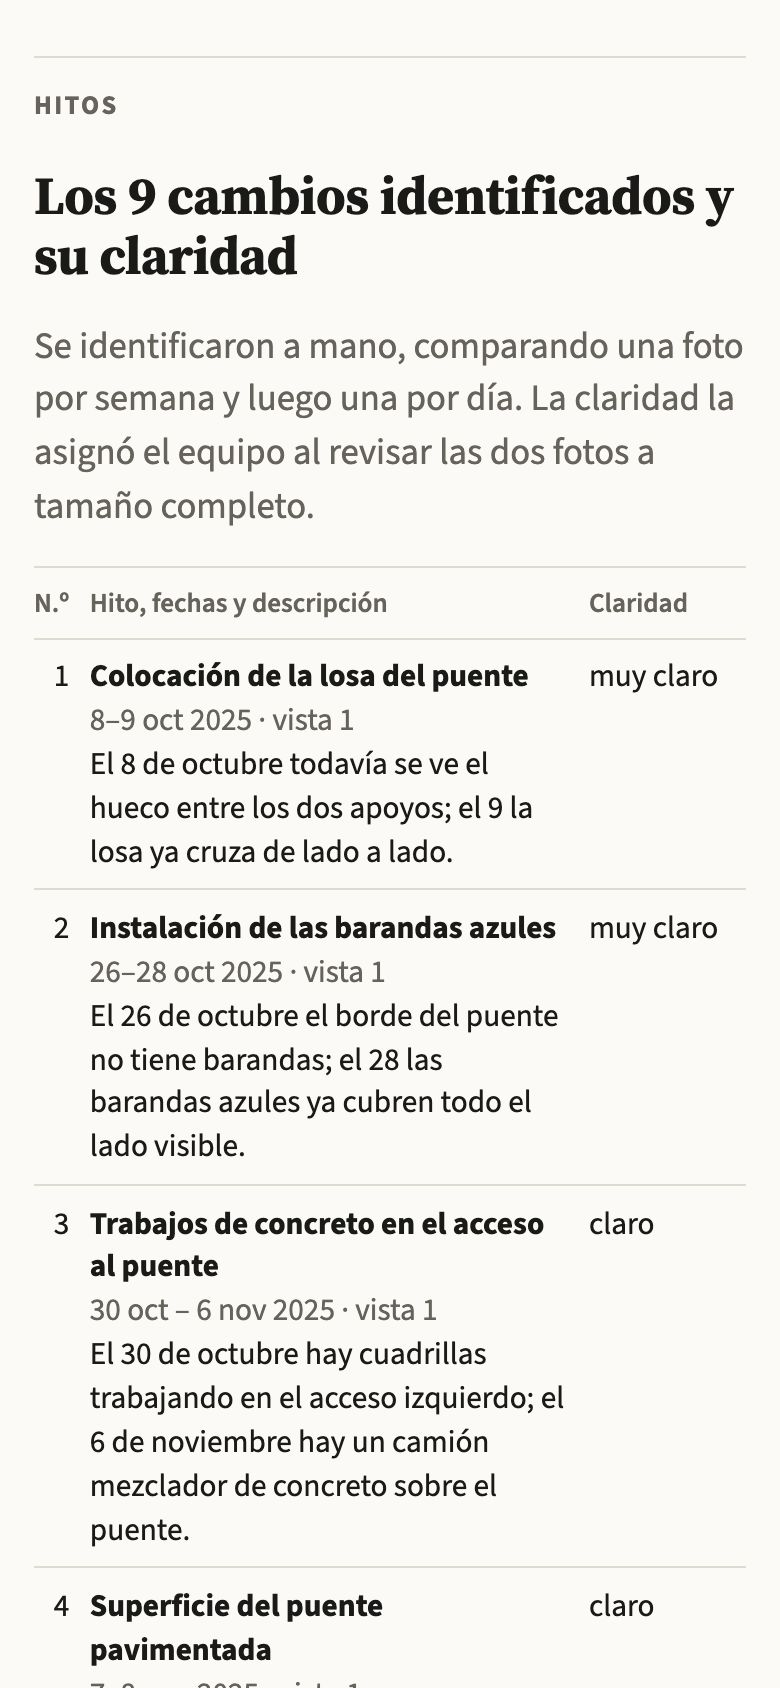 HITOS
Los 9 cambios identificados y
su claridad
Se identificaron a mano, comparando una foto
por semana y luego una por día. La claridad la
asignó el equipo al revisar las dos fotos a
tamaño completo.
N.º Hito, fechas y descripción Claridad
1 Colocación de la losa del puente muy claro
8–9 oct 2025 · vista 1
El 8 de octubre todavía se ve el
hueco entre los dos apoyos; el 9 la
losa ya cruza de lado a lado.
2 Instalación de las barandas azules muy claro
26–28 oct 2025 · vista 1
El 26 de octubre el borde del puente
no tiene barandas; el 28 las
barandas azules ya cubren todo el
lado visible.
3 Trabajos de concreto en el acceso claro
al puente
30 oct – 6 nov 2025 · vista 1
El 30 de octubre hay cuadrillas
trabajando en el acceso izquierdo; el
6 de noviembre hay un camión
mezclador de concreto sobre el
puente.
4 Superficie del puente claro
pavimentada